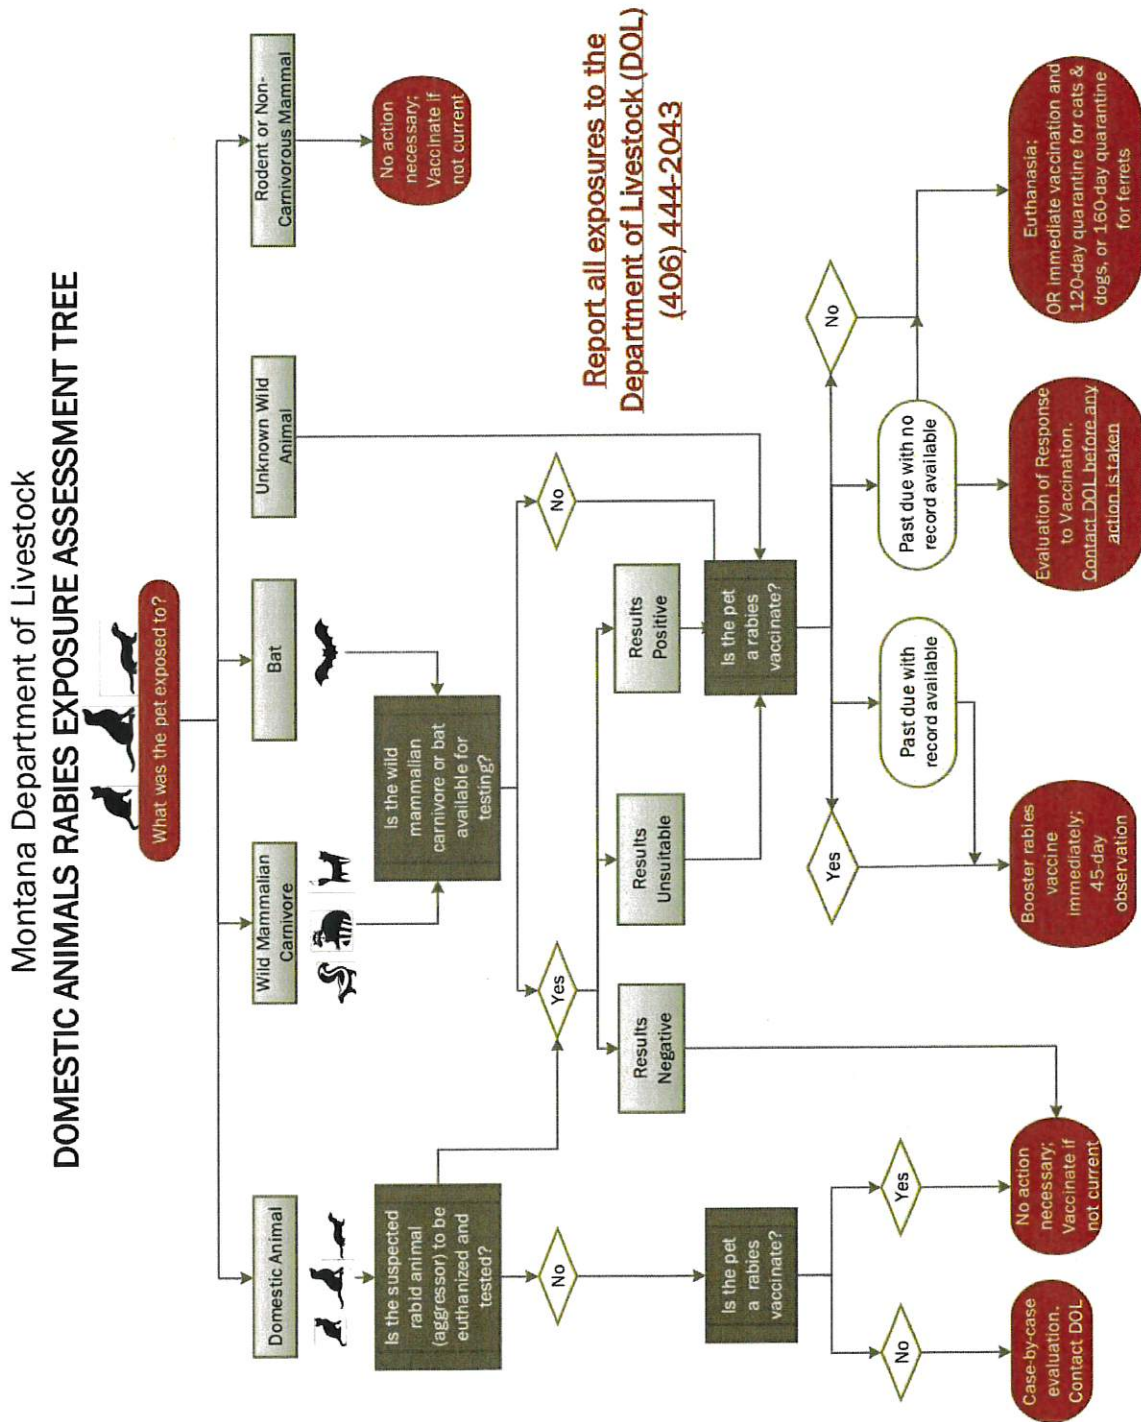 Montana Department of Livestock
DOMESTIC ANIMALS RABIES EXPOSURE ASSESSMENT TREE
What was the pet exposed to?
Domestic Animal
Wild Mammalian
Carnivore
Bat
Unknown Wild
Animal
Rodent or Non-
Carnivorous Mammal
Is the suspected
rabid animal
(aggressor) to be
euthanized and
tested?
Is the wild
mammalian
carnivore or bat
available for
testing?
No action
necessary;
Vaccinate if
not current
No
Yes
No
Report all exposures to the
Department of Livestock (DOL)
(406) 444-2043
Results
Negative
Results
Unsuitable
Results
Positive
Is the pet
a rabies
vaccinate?
Is the pet
a rabies
vaccinate?
No
Yes
Yes
Past due with
record available
Past due with no
record available
No
Case-by-case
evaluation.
Contact DOL
No action
necessary;
Vaccinate if
not current
Booster rabies
vaccine
immediately;
45-day
observation
Evaluation of Response
to Vaccination.
Contact DOL before any
action is taken
Euthanasia;
OR immediate vaccination and
120-day quarantine for cats &
dogs, or 160-day quarantine
for ferrets